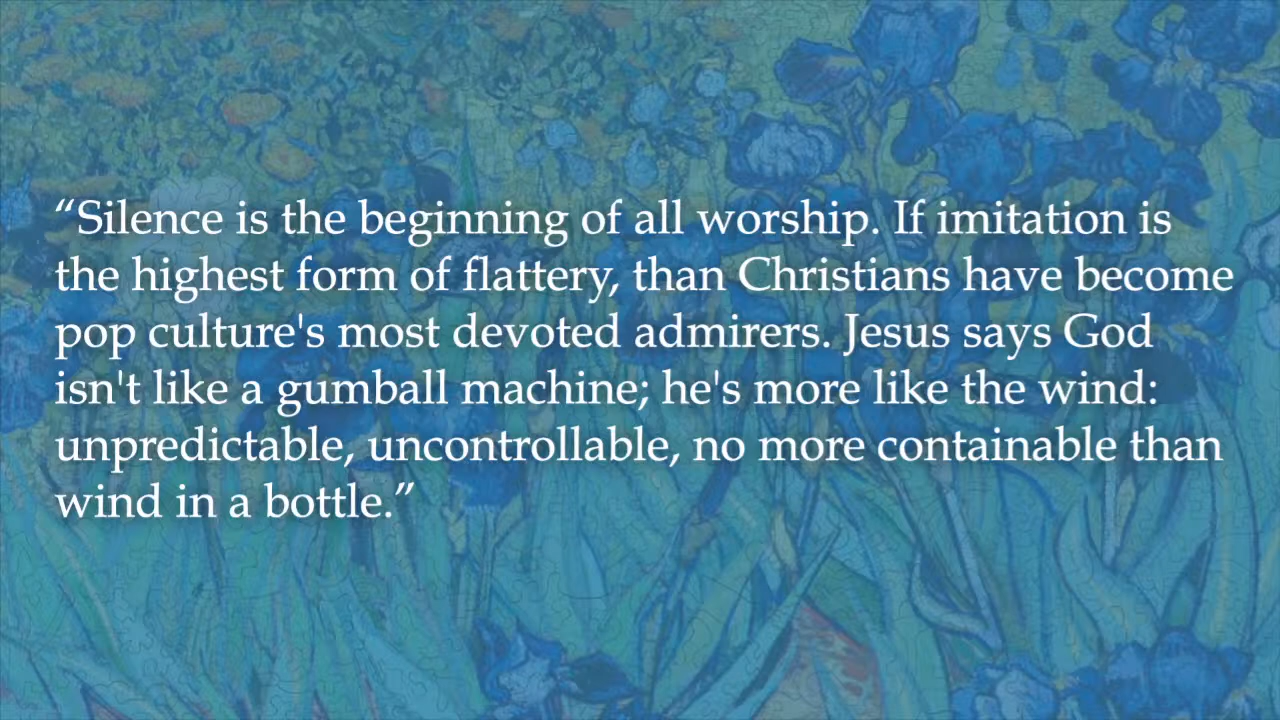 “Silence is the beginning of all worship. If imitation is
the highest form of flattery, than Christians have become
pop culture's most devoted admirers. Jesus says God
isn't like a gumball machine; he's more like the wind:
unpredictable, uncontrollable, no more containable than
wind in a bottle.”